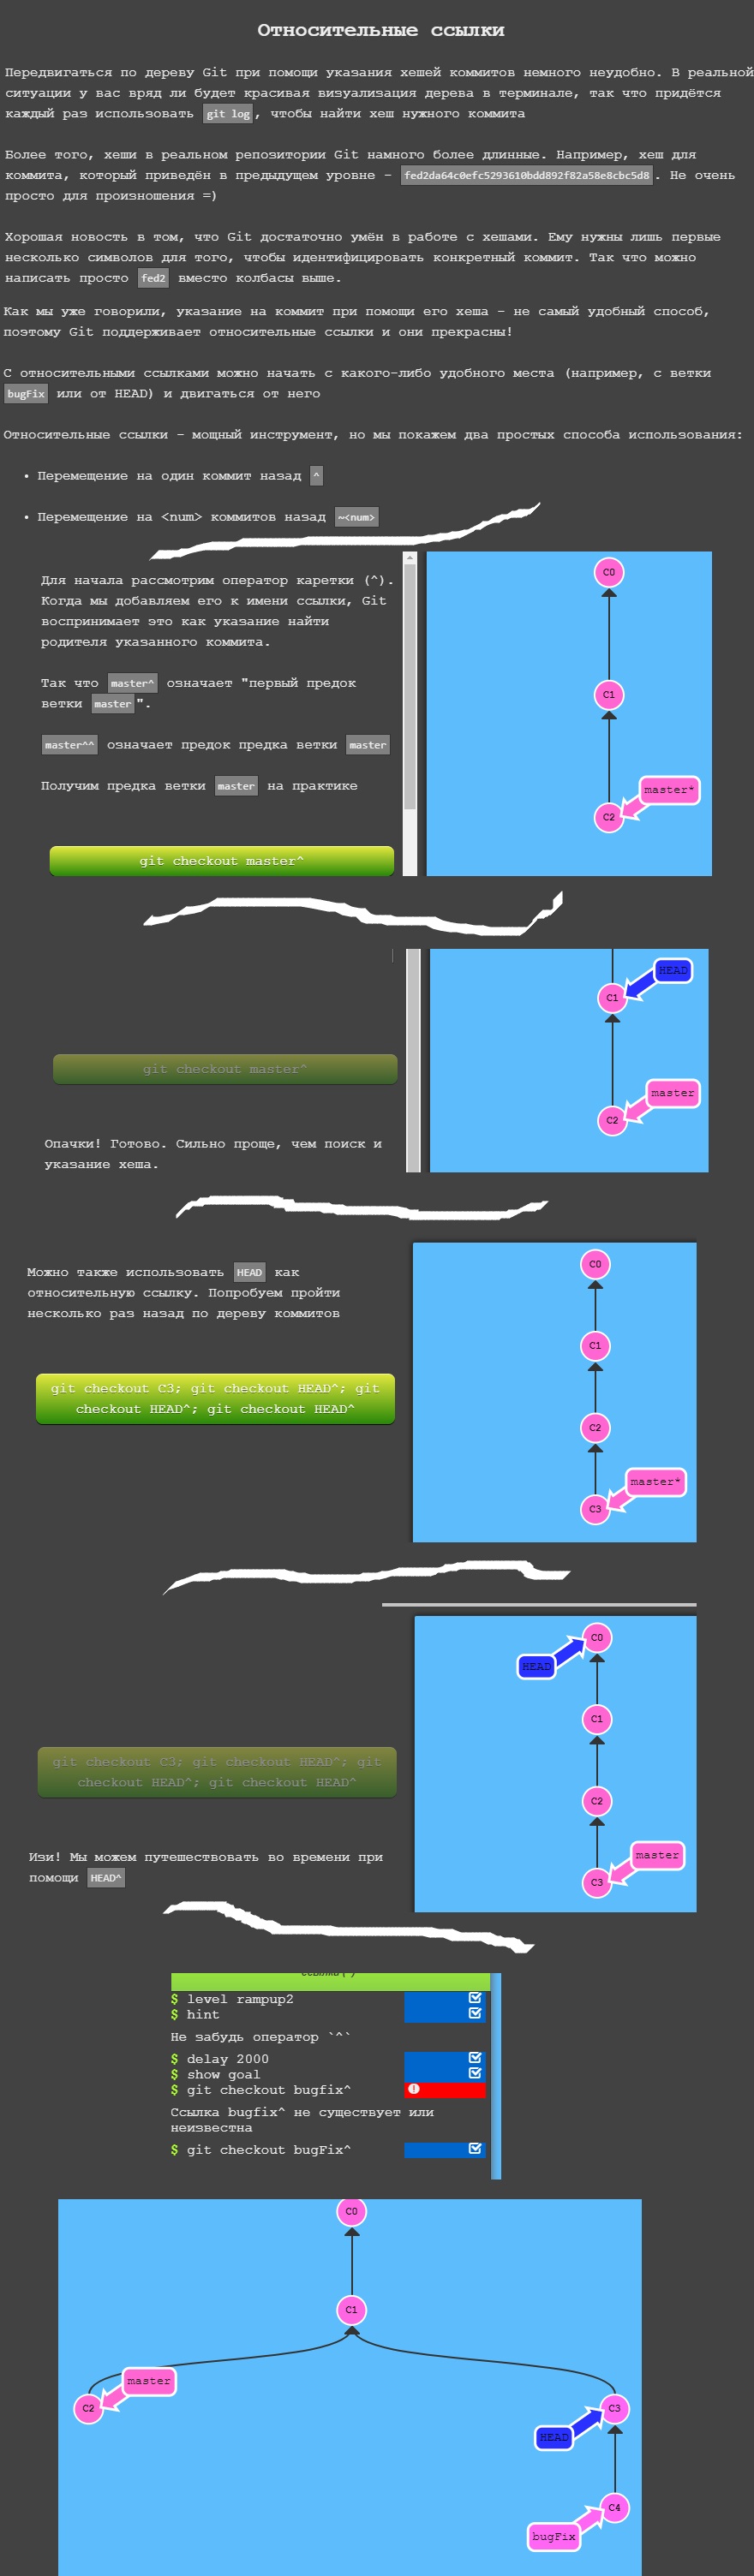 Относительные ссылки
Передвигаться по дереву Git при помощи указания хешей коммитов немного неудобно. В реальной
ситуации у вас вряд ли будет красивая визуализация дерева в терминале, так что придётся
каждый раз использовать git log, чтобы найти хеш нужного коммита
Более того, хеши в реальном репозитории Git намного более длинные. Например, хеш для
коммита, который приведён в предыдущем уровне - fed2da64c0efc5293610bdd892f82a58e8cbc5d8. Не очень
просто для произношения =)
Хорошая новость в том, что Git достаточно умён в работе с хешами. Ему нужны лишь первые
несколько символов для того, чтобы идентифицировать конкретный коммит. Так что можно
написать просто fed2 вместо колбасы выше.
Как мы уже говорили, указание на коммит при помощи его хеша - не самый удобный способ,
поэтому Git поддерживает относительные ссылки и они прекрасны!
С относительными ссылками можно начать с какого-либо удобного места (например, с ветки
bugFix или от HEAD) и двигаться от него
Относительные ссылки - мощный инструмент, но мы покажем два простых способа использования:
• Перемещение на один коммит назад ^
• Перемещение на <num> коммитов назад ~<num>
Для начала рассмотрим оператор каретки (^).
Когда мы добавляем его к имени ссылки, Git
воспринимает это как указание найти
родителя указанного коммита.
Так что master^ означает "первый предок
ветки master".
master^^ означает предок предка ветки master
Получим предка ветки master на практике
git checkout master^
C0
C1
master*
C2
HEAD
C1
git checkout master^
master
C2
Опачки! Готово. Сильно проще, чем поиск и
указание хеша.
Можно также использовать HEAD как
относительную ссылку. Попробуем пройти
несколько раз назад по дереву коммитов
git checkout C3; git checkout HEAD^; git
checkout HEAD^; git checkout HEAD^
C0
C1
C2
master*
C3
C0
HEAD
C1
git checkout C3; git checkout HEAD^; git
checkout HEAD^; git checkout HEAD^
C2
Изи! Мы можем путешествовать во времени при
помощи HEAD^
master
C3
$ level rampup2
$ hint
Не забудь оператор `^`
$ delay 2000
$ show goal
$ git checkout bugfix^
Ссылка bugfix^ не существует или
неизвестна
$ git checkout bugFix^
C0
C1
master
C2
C3
HEAD
C4
bugFix